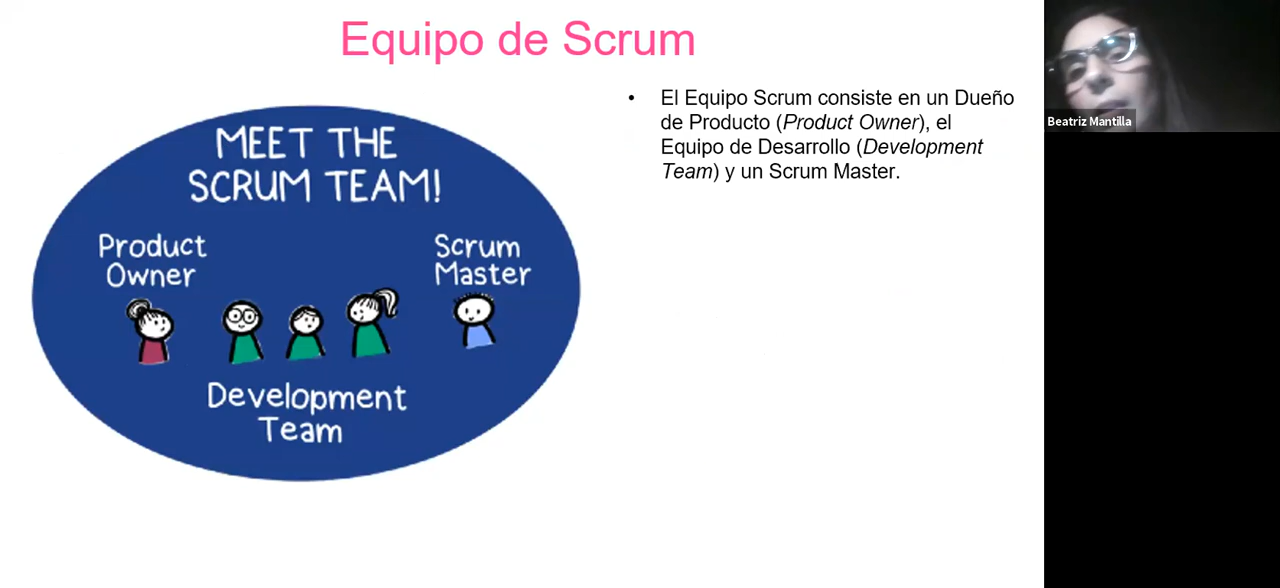 Equipo de Scrum
MEET THE
SCRUM TEAM!
Product
Owner
Scrum
Master
Development
Team
• El Equipo Scrum consiste en un Dueño
de Producto (Product Owner), el
Equipo de Desarrollo (Development
Team) y un Scrum Master.
Beatriz Mantilla